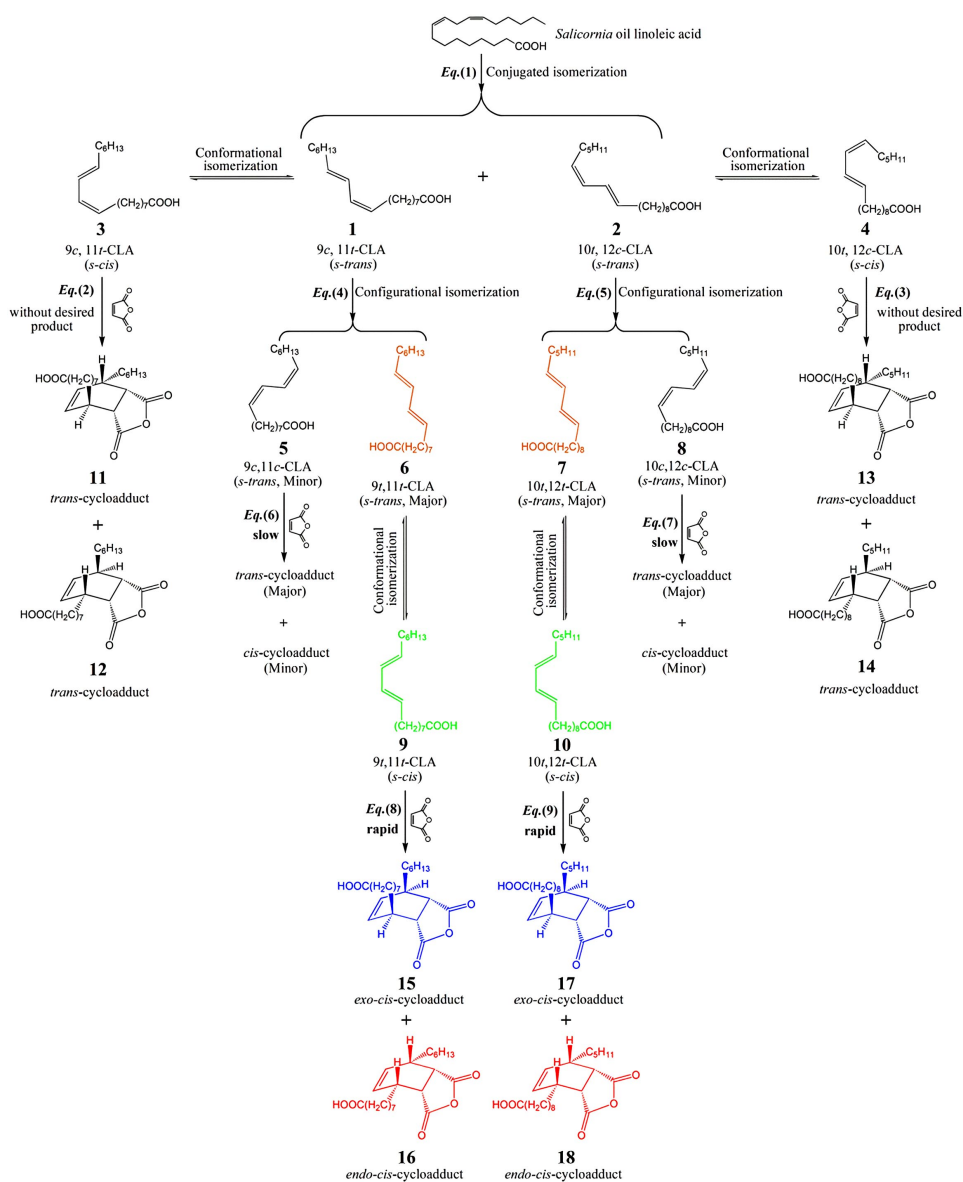 COOH
Salicornia oil linoleic acid
Eq.(1) Conjugated isomerization
C6H13
Conformational
isomerization
(CH2)7COOH
3
9c, 11t-CLA
(s-cis)
C6H13
(CH2)7COOH
1
9c, 11t-CLA
(s-trans)
+
C5H11
(CH2)8COOH
2
10t, 12c-CLA
(s-trans)
Conformational
isomerization
C5H11
(CH2)8COOH
4
10t, 12c-CLA
(s-cis)
Eq.(2)
without desired
product
O
O
O
Eq.(4) Configurational isomerization
Eq.(5) Configurational isomerization
O
O
O
Eq.(3)
without desired
product
H
HOOC(H2C)7
C6H13
H
O
O
O
11
trans-cycloadduct
+
C6H13
H
H
HOOC(H2C)7
O
O
O
12
trans-cycloadduct
C6H13
(CH2)7COOH
5
9c,11c-CLA
(s-trans, Minor)
Eq.(6)
slow
O
O
O
trans-cycloadduct
(Major)
+
cis-cycloadduct
(Minor)
C6H13
HOOC(H2C)7
6
9t,11t-CLA
(s-trans, Major)
Conformational
isomerization
C6H13
(CH2)7COOH
9
9t,11t-CLA
(s-cis)
Eq.(8)
rapid
O
O
O
C6H13
HOOC(H2C)7
H
H
O
O
O
15
exo-cis-cycloadduct
+
H
H
C6H13
HOOC(H2C)7
O
O
O
16
endo-cis-cycloadduct
C5H11
HOOC(H2C)8
7
10t,12t-CLA
(s-trans, Major)
Conformational
isomerization
C5H11
(CH2)8COOH
10
10t,12t-CLA
(s-cis)
Eq.(9)
rapid
O
O
O
C5H11
HOOC(H2C)8
H
H
O
O
O
17
exo-cis-cycloadduct
+
H
C5H11
HOOC(H2C)8
O
O
O
18
endo-cis-cycloadduct
C5H11
(CH2)8COOH
8
10c,12c-CLA
(s-trans, Minor)
Eq.(7)
slow
O
O
O
trans-cycloadduct
(Major)
+
cis-cycloadduct
(Minor)
H
HOOC(H2C)8
C5H11
H
O
O
O
13
trans-cycloadduct
+
C5H11
H
H
HOOC(H2C)8
O
O
O
14
trans-cycloadduct